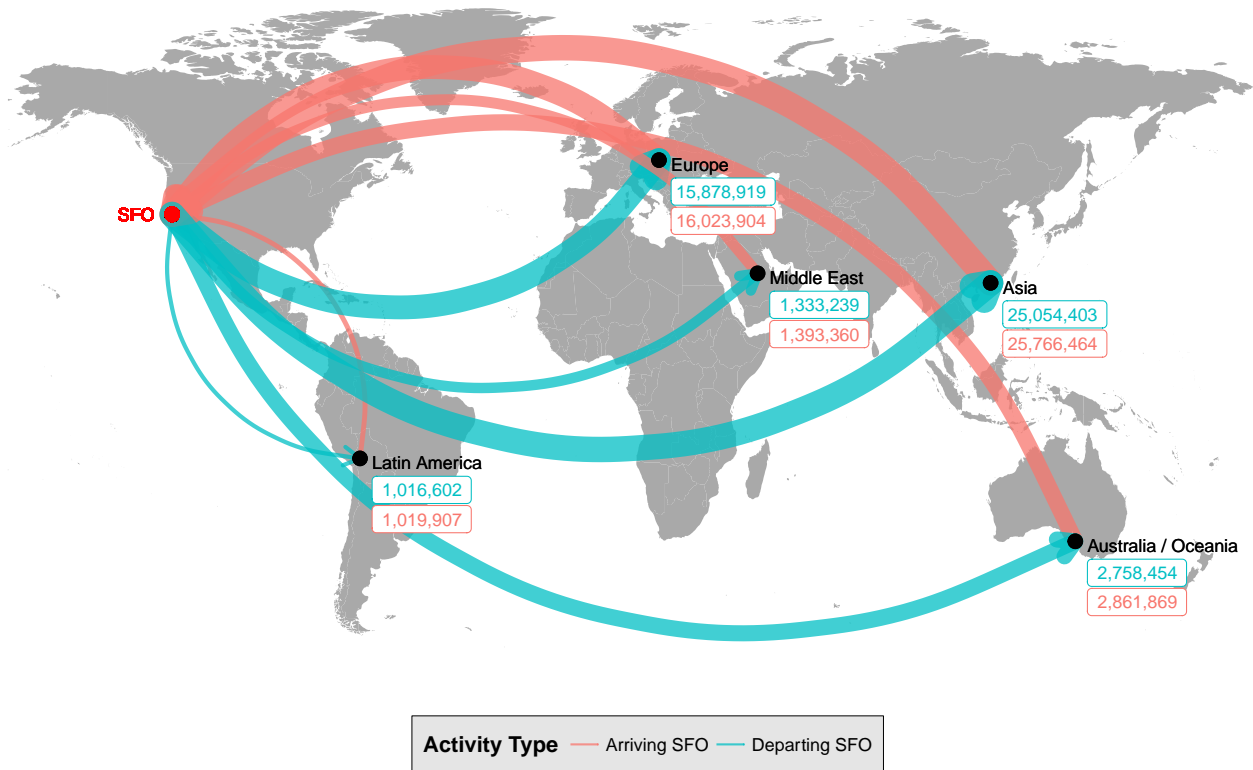 SFO
Europe
15,878,919
16,023,904
Middle East
1,333,239
1,393,360
Asia
25,054,403
25,766,464
Latin America
1,016,602
1,019,907
Australia / Oceania
2,758,454
2,861,869
Activity Type Arriving SFO Departing SFO